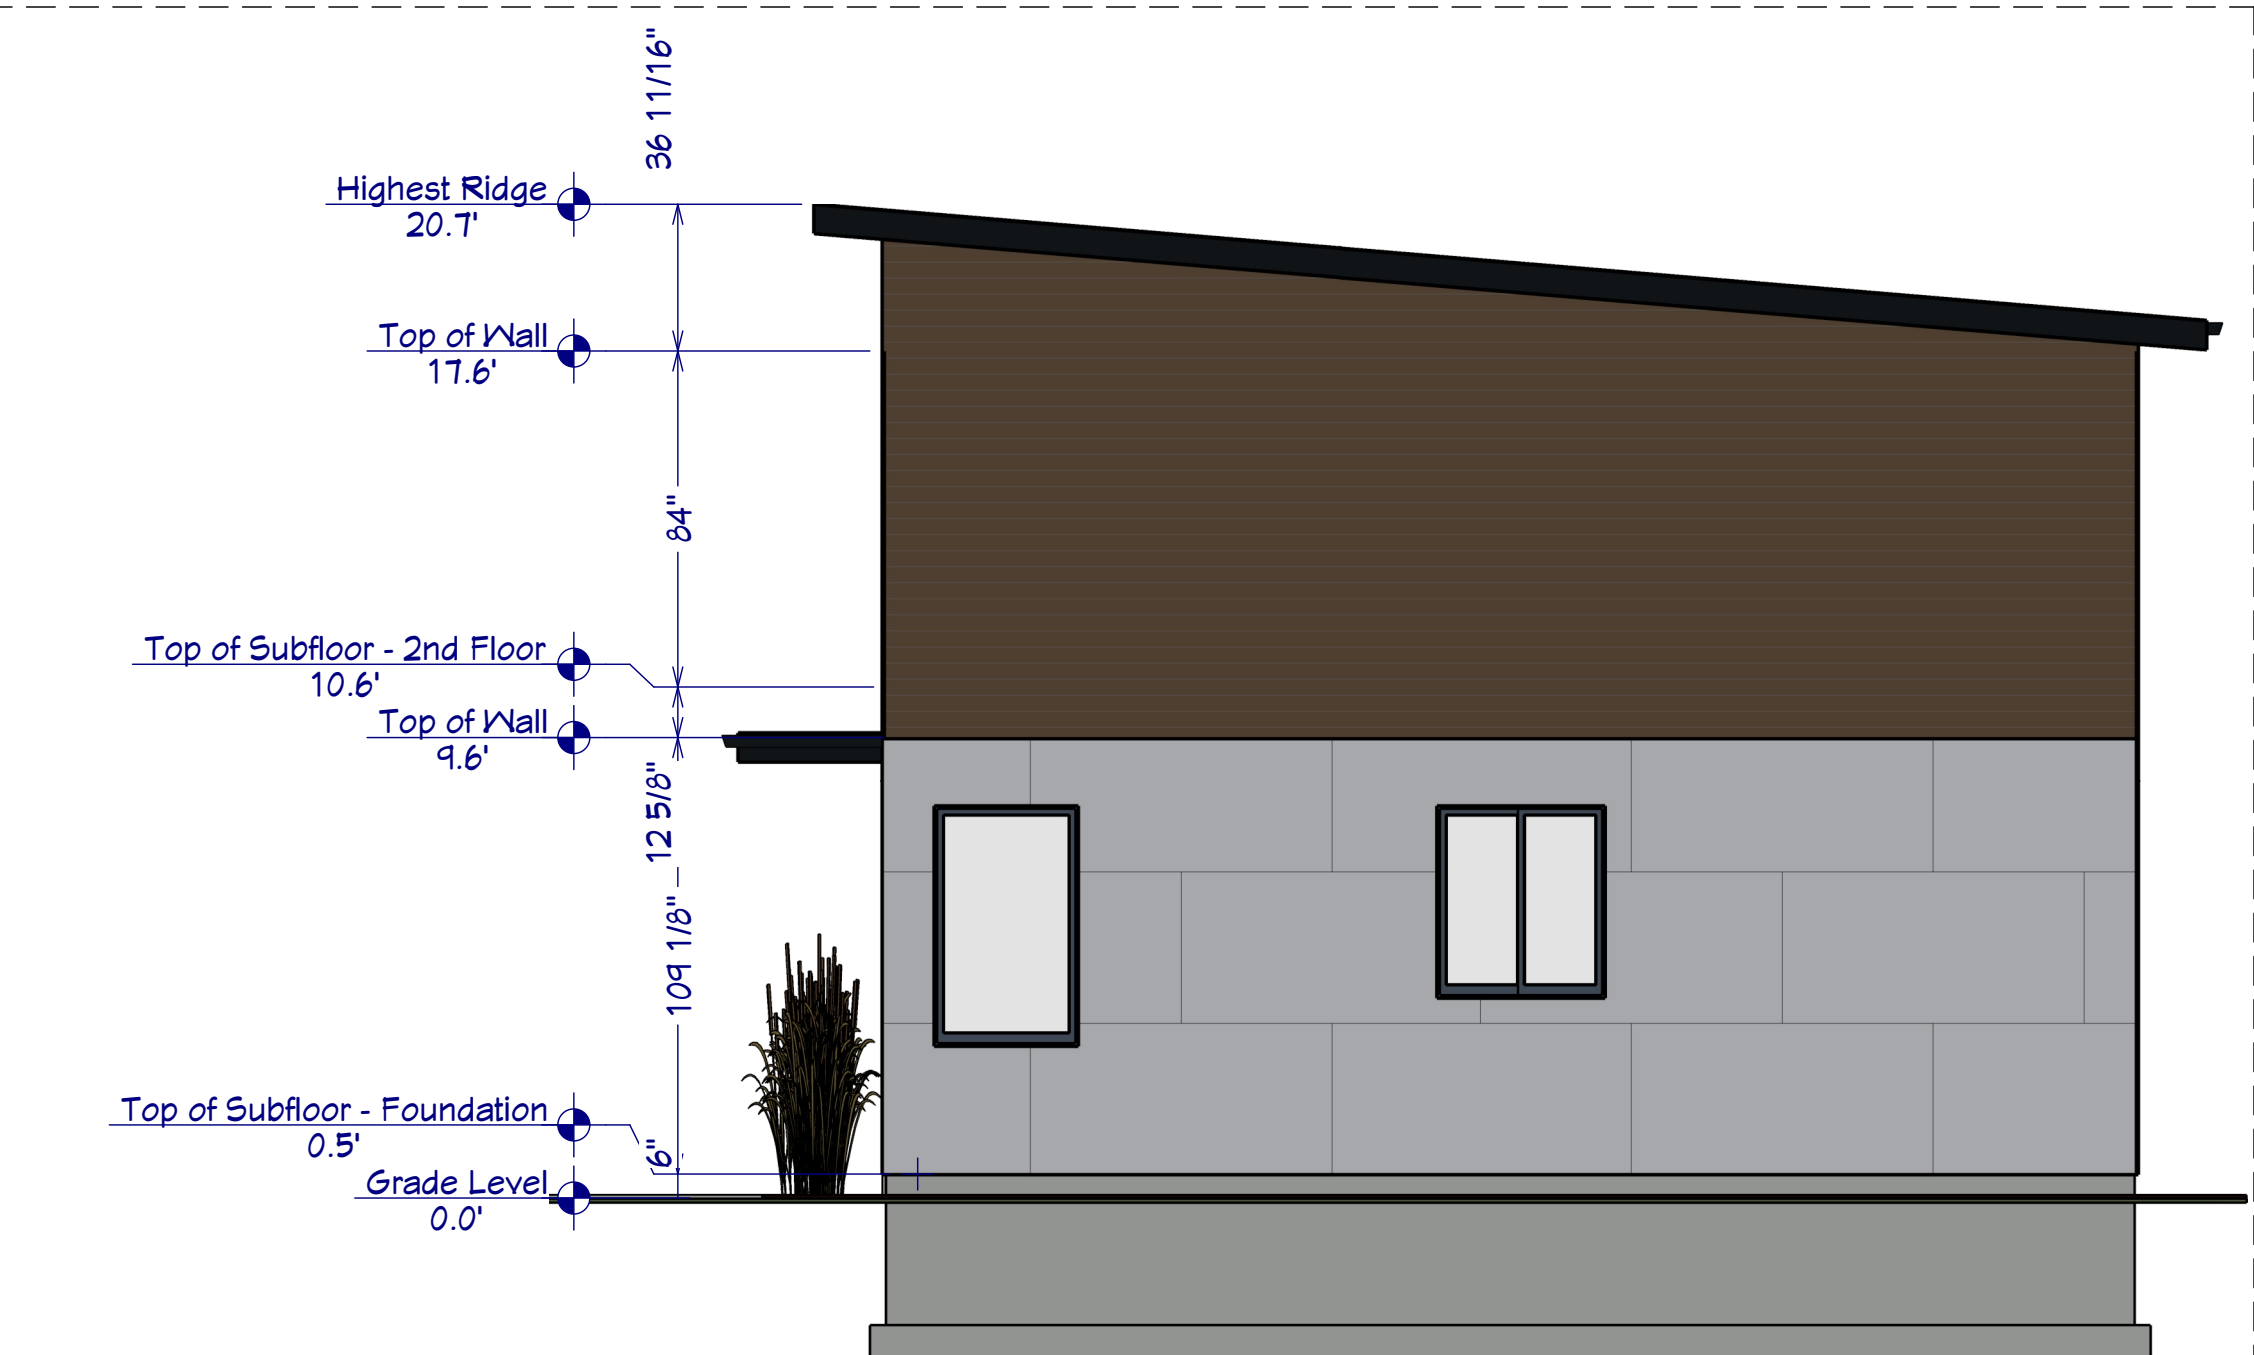 36 11/16"
Highest Ridge
20.7'
Top of Wall
17.6'
84"
Top of Subfloor - 2nd Floor
10.6'
Top of Wall
9.6'
12 5/8"
109 1/8"
Top of Subfloor - Foundation
0.5'
6"
Grade Level
0.0'